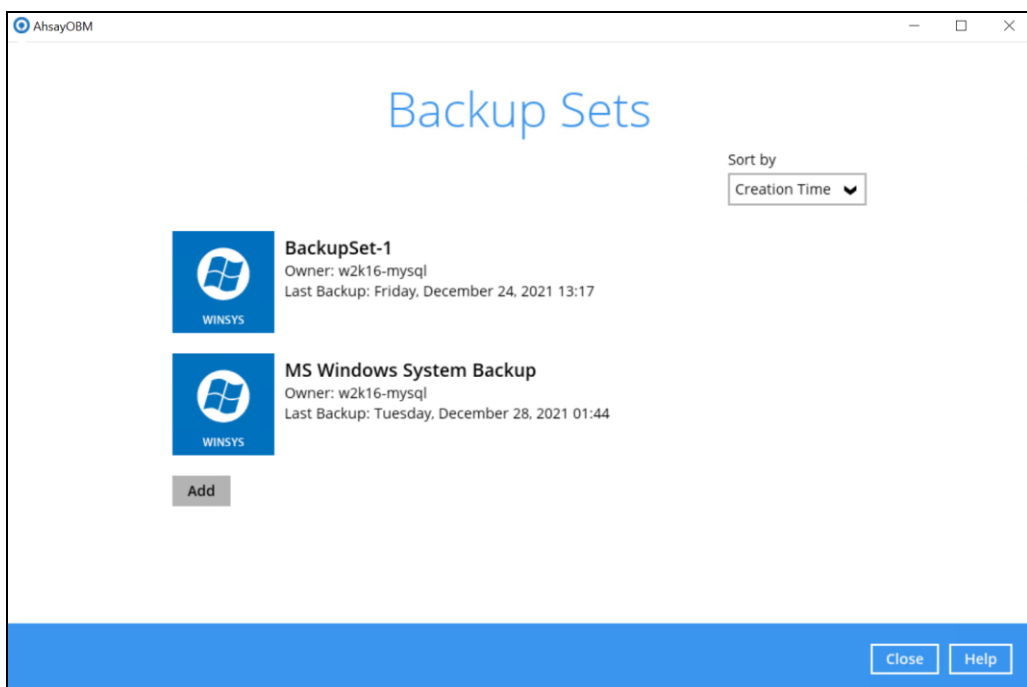 AhsayOBM
Backup Sets
Sort by
Creation Time
BackupSet-1
Owner: w2k16-mysql
Last Backup: Friday, December 24, 2021 13:17
WINSYS
MS Windows System Backup
Owner: w2k16-mysql
Last Backup: Tuesday, December 28, 2021 01:44
WINSYS
Add
Close
Help